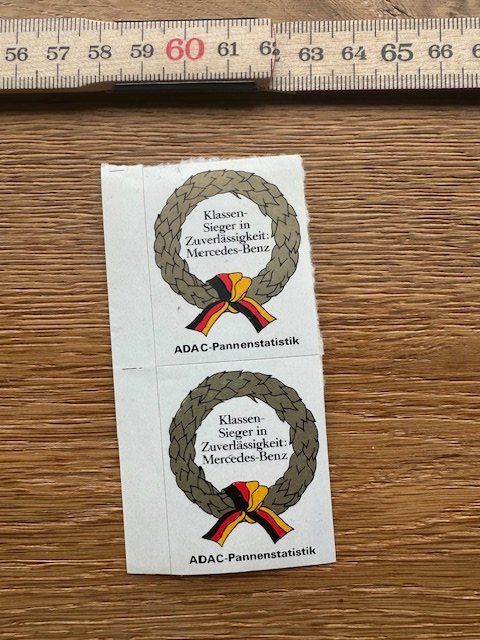 56 57 58 59 60 61 62 63 64 65 66
Klassen-
Sieger in
Zuverlässigkeit:
Mercedes-Benz
ADAC-Pannenstatistik
Klassen-
Sieger in
Zuverlässigkeit:
Mercedes-Benz
ADAC-Pannenstatistik